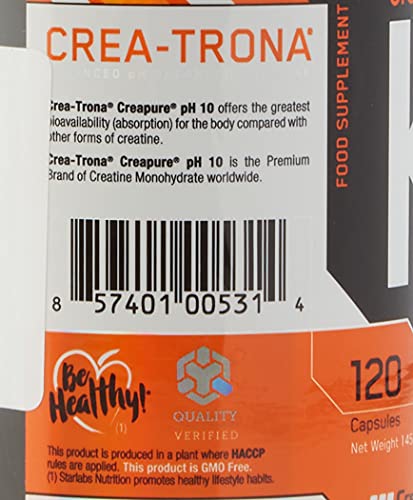 CREA-TRONA®
Crea-Trona® Creapure® pH 10 offers the greatest
bioavailability (absorption) for the body compared with
other forms of creatine.
Crea-Trona® Creapure® pH 10 is the Premium
Brand of Creatine Monohydrate worldwide.
8 57401 00531 4
Be
Healthy!
(1)
QUALITY
VERIFIED
This product is produced in a plant where HACCP
rules are applied. This product is GMO Free.
(1) Starlabs Nutrition promotes healthy lifestyle habits.
FOOD SUPPLEMENT
120
Capsules
Net Weight 145